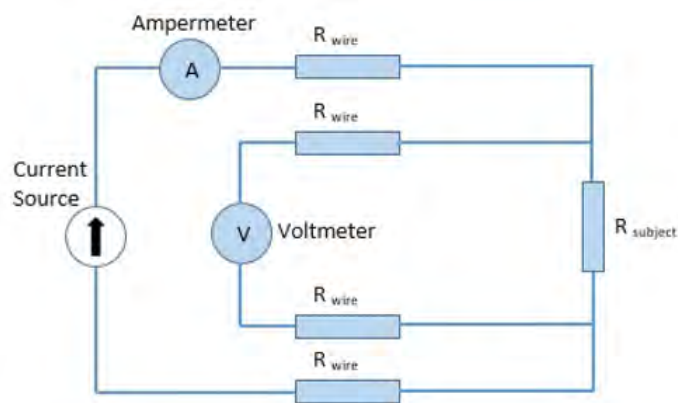 Ampermeter
A
R wire
R wire
Current
Source
V
Voltmeter
R subject
R wire
R wire